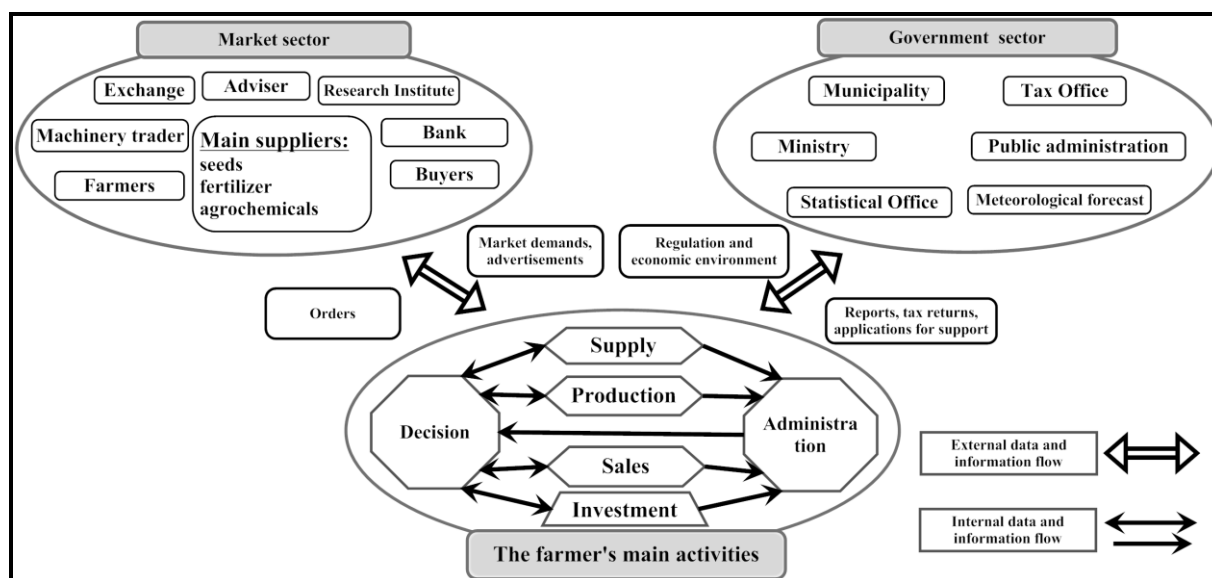 Market sector
Government  sector
Exchange
Adviser
Research Institute
Machinery trader
Main suppliers:
seeds
fertilizer
agrochemicals
Bank
Farmers
Buyers
Municipality
Tax Office
Ministry
Public administration
Statistical Office
Meteorological forecast
Market demands,
advertisements
Regulation and
economic environment
Orders
Reports, tax returns,
applications for support
Supply
Production
Decision
Administra
tion
Sales
Investment
The farmer's main activities
External data and
information flow
Internal data and
information flow